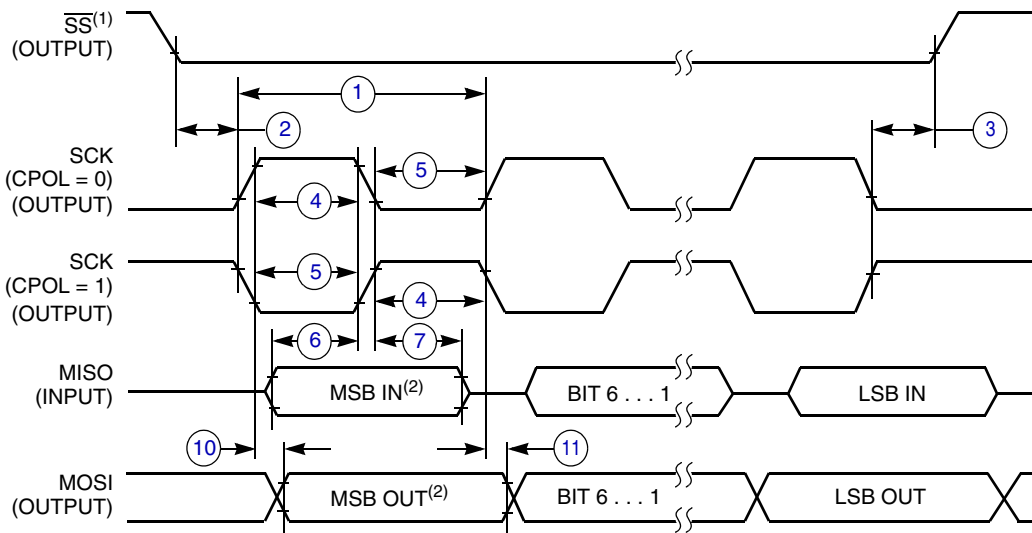 SS(1)
(OUTPUT)
1
2
3
SCK
(CPOL = 0)
(OUTPUT)
5
4
SCK
(CPOL = 1)
(OUTPUT)
5
4
6
7
MISO
(INPUT)
MSB IN(2)
BIT 6 . . . 1
LSB IN
10
11
MOSI
(OUTPUT)
MSB OUT(2)
BIT 6 . . . 1
LSB OUT